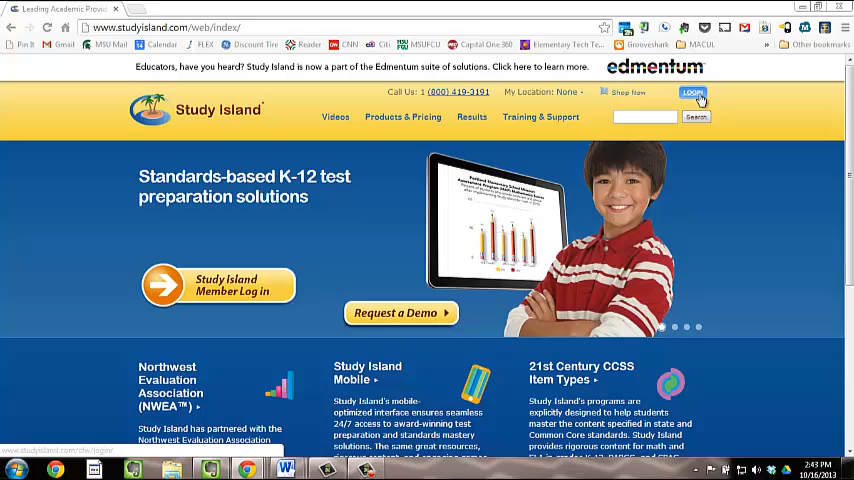 Leading Academic Provid
www.studyisland.com/web/index/
Pin It Gmail MSU Mail Calendar FLEX Discount Tire Reader CNN Citi MSUFCU Capital One 360 Elementary Tech Te... Grooveshark MACUL » Other bookmarks
Educators, have you heard? Study Island is now a part of the Edmentum suite of solutions. Click here to learn more. edmentum
Call Us: 1 (800) 419-3191 My Location: None Shop Now LOGIN
Study Island
Videos Products & Pricing Results Training & Support Search
Standards-based K-12 test
preparation solutions
Study Island
Member Log in
Request a Demo
Northwest
Evaluation
Association
(NWEA™)
Study Island has partnered with the
Northwest Evaluation Association
Study Island
Mobile
Study Island's mobile-
optimized interface ensures seamless
24/7 access to award-winning test
preparation and standards mastery
solutions. The same great resources,
21st Century CCSS
Item Types
Study Island's programs are
explicitly designed to help students
master the content specified in state and
Common Core standards. Study Island
provides rigorous content for math and
www.studyisland.com/cfw/login/
2:43 PM
10/16/2013